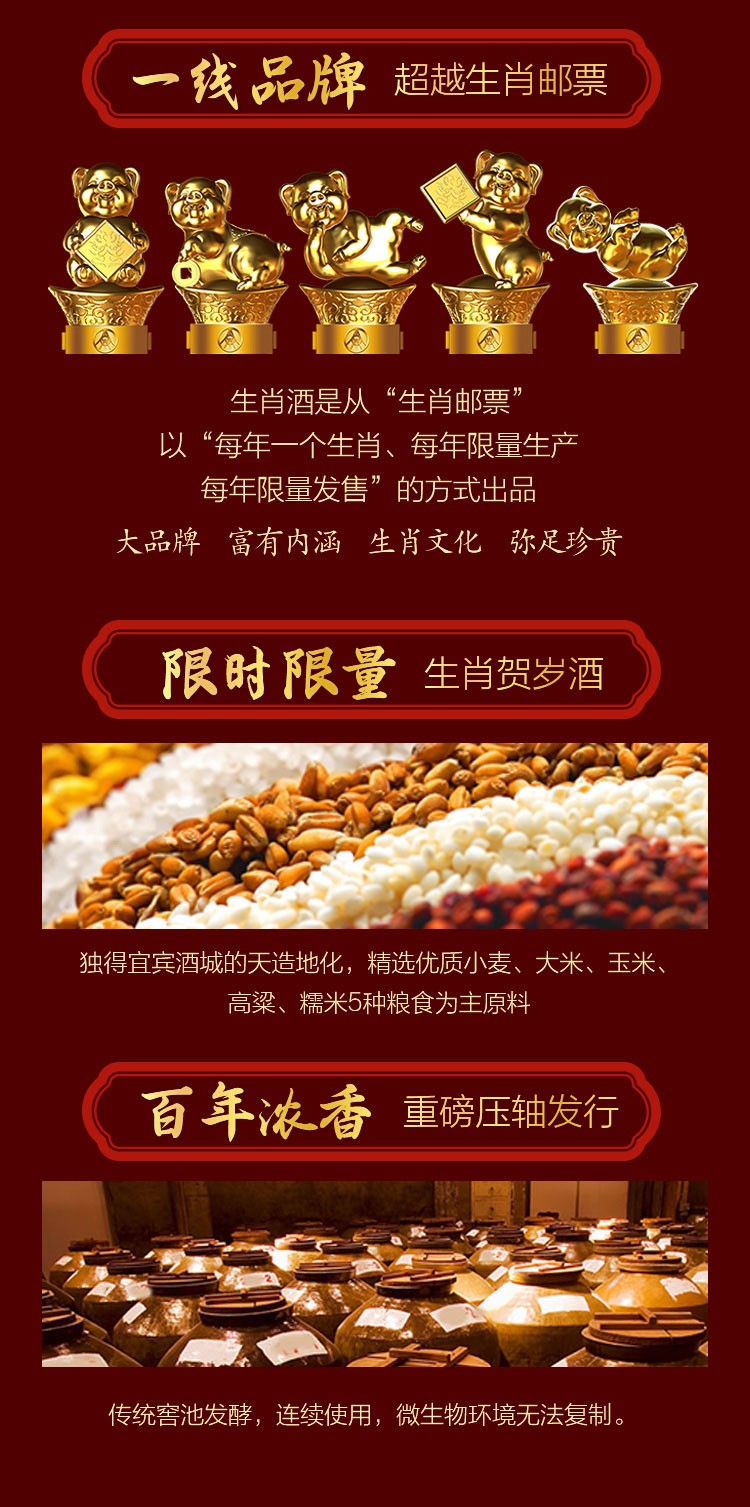 一线品牌 超越生肖邮票
生肖酒是从“生肖邮票”
以“每年一个生肖、每年限量生产
每年限量发售”的方式出品
大品牌 富有内涵 生肖文化 弥足珍贵
限时限量 生肖贺岁酒
独得宜宾酒城的天造地化，精选优质小麦、大米、玉米、
高粱、糯米5种粮食为主原料
百年浓香 重磅压轴发行
传统窖池发酵，连续使用，微生物环境无法复制。